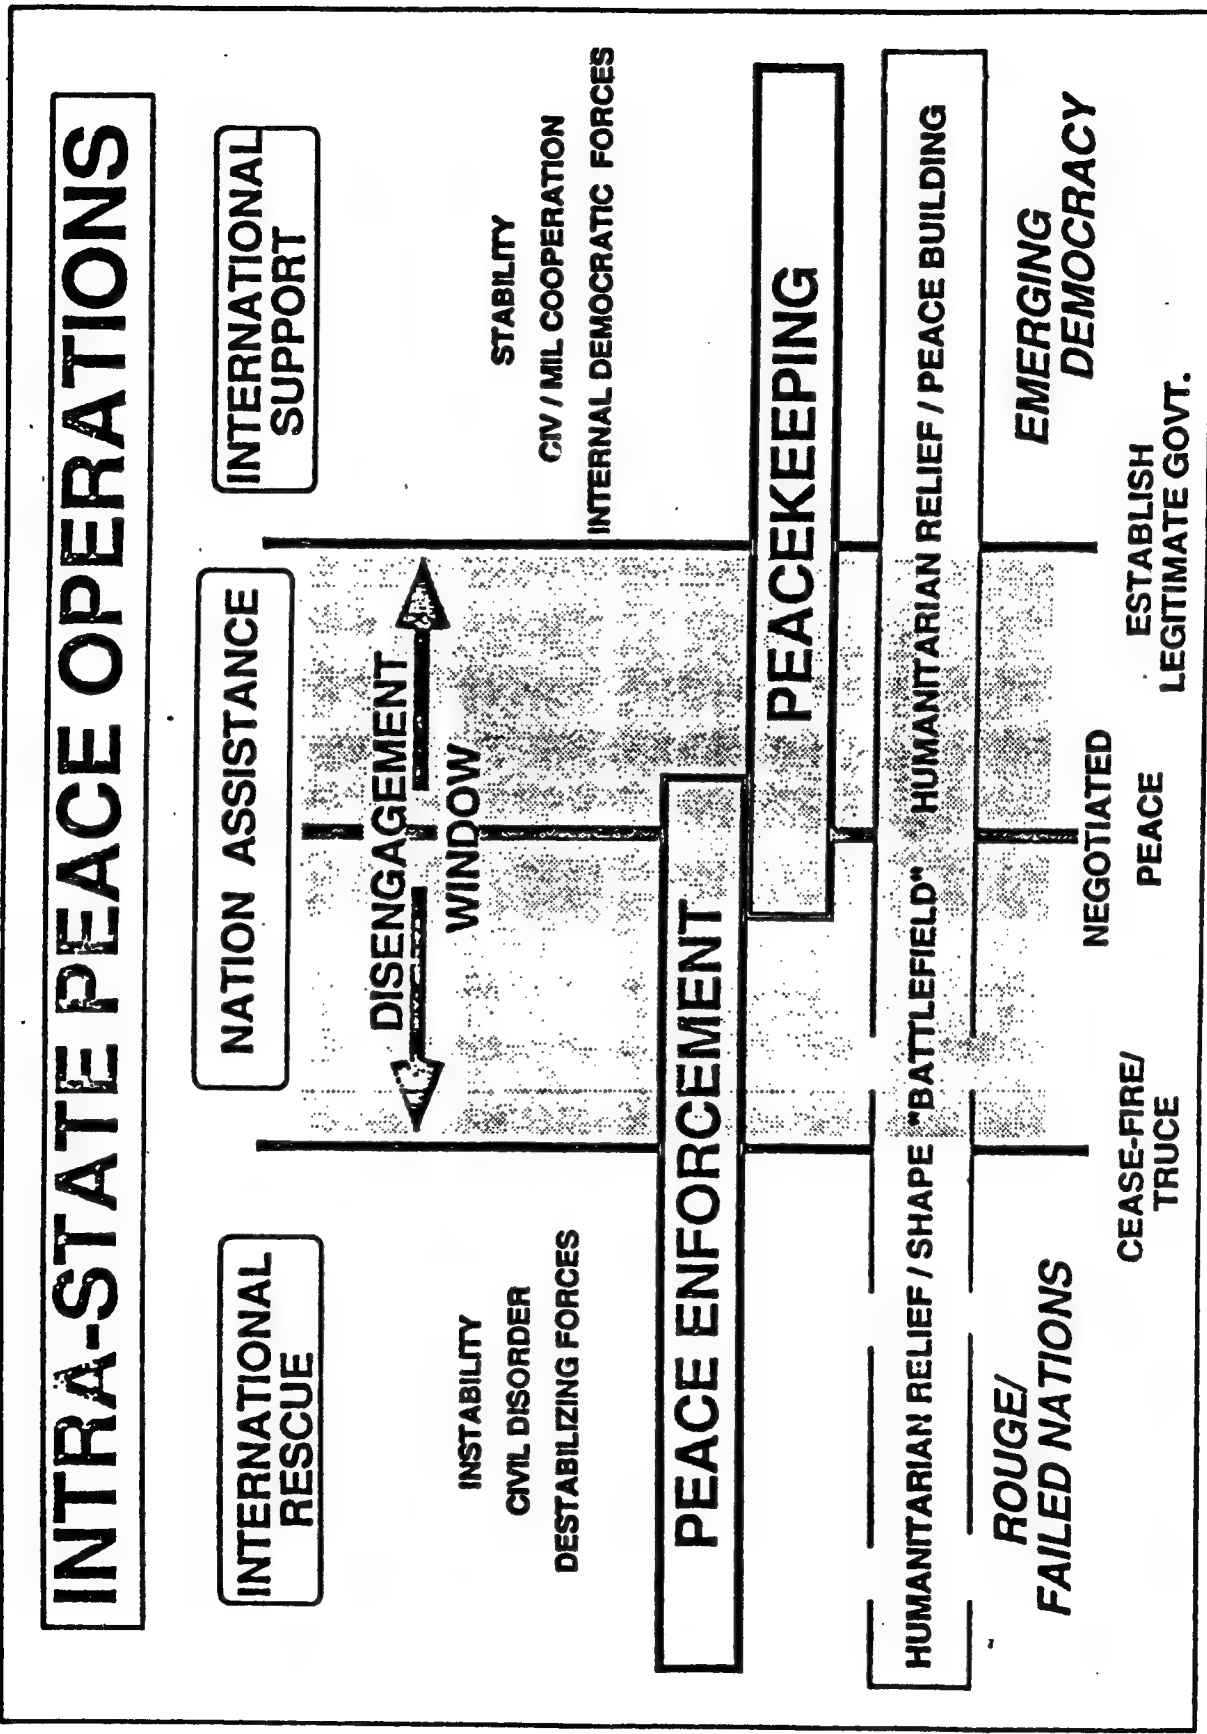 INTRA-STATE PEACE OPERATIONS
INTERNATIONAL
RESCUE
NATION ASSISTANCE
INTERNATIONAL
SUPPORT
DISENGAGEMENT
WINDOW
INSTABILITY
CIVIL DISORDER
DESTABILIZING FORCES
STABILITY
CIV / MIL COOPERATION
INTERNAL DEMOCRATIC FORCES
PEACE ENFORCEMENT
PEACEKEEPING
HUMANITARIAN RELIEF / SHAPE "BATTLEFIELD" HUMANITARIAN RELIEF / PEACE BUILDING
ROUGE/
FAILED NATIONS
EMERGING
DEMOCRACY
CEASE-FIRE/
TRUCE
NEGOTIATED
PEACE
ESTABLISH
LEGITIMATE GOVT.